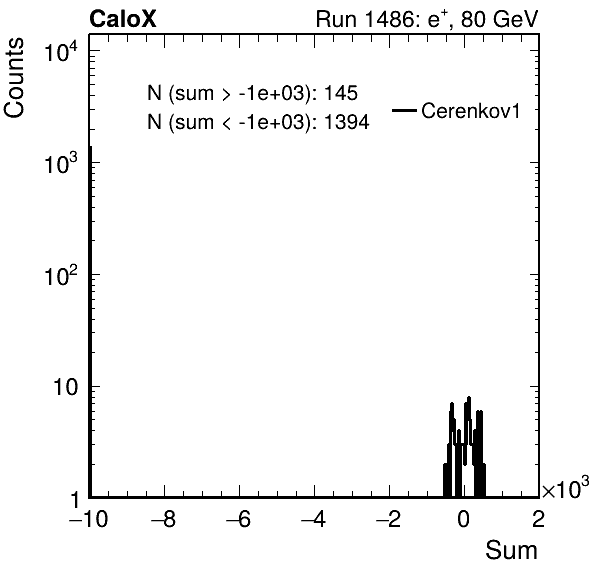 CaloX Run 1486: e⁺, 80 GeV
Counts
10⁴
N (sum > -1e+03): 145
N (sum < -1e+03): 1394
Cerenkov1
10³
10²
10
1
−10 −8 −6 −4 −2 0 2
×10³
Sum